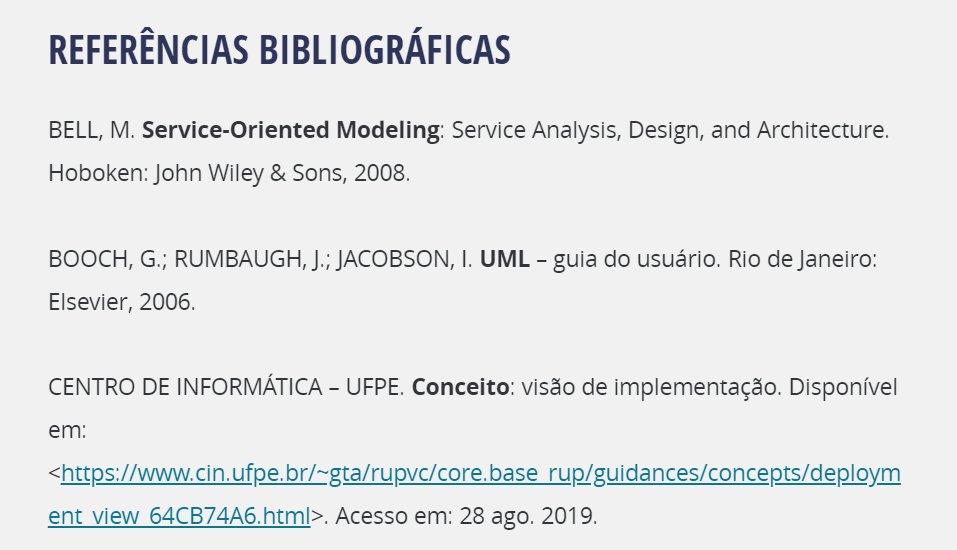 REFERÊNCIAS BIBLIOGRÁFICAS
BELL, M. Service-Oriented Modeling: Service Analysis, Design, and Architecture.
Hoboken: John Wiley & Sons, 2008.
BOOCH, G.; RUMBAUGH, J.; JACOBSON, I. UML – guia do usuário. Rio de Janeiro:
Elsevier, 2006.
CENTRO DE INFORMÁTICA – UFPE. Conceito: visão de implementação. Disponível
em:
<https://www.cin.ufpe.br/~gta/rupvc/core.base_rup/guidances/concepts/deploym
ent_view_64CB74A6.html>. Acesso em: 28 ago. 2019.